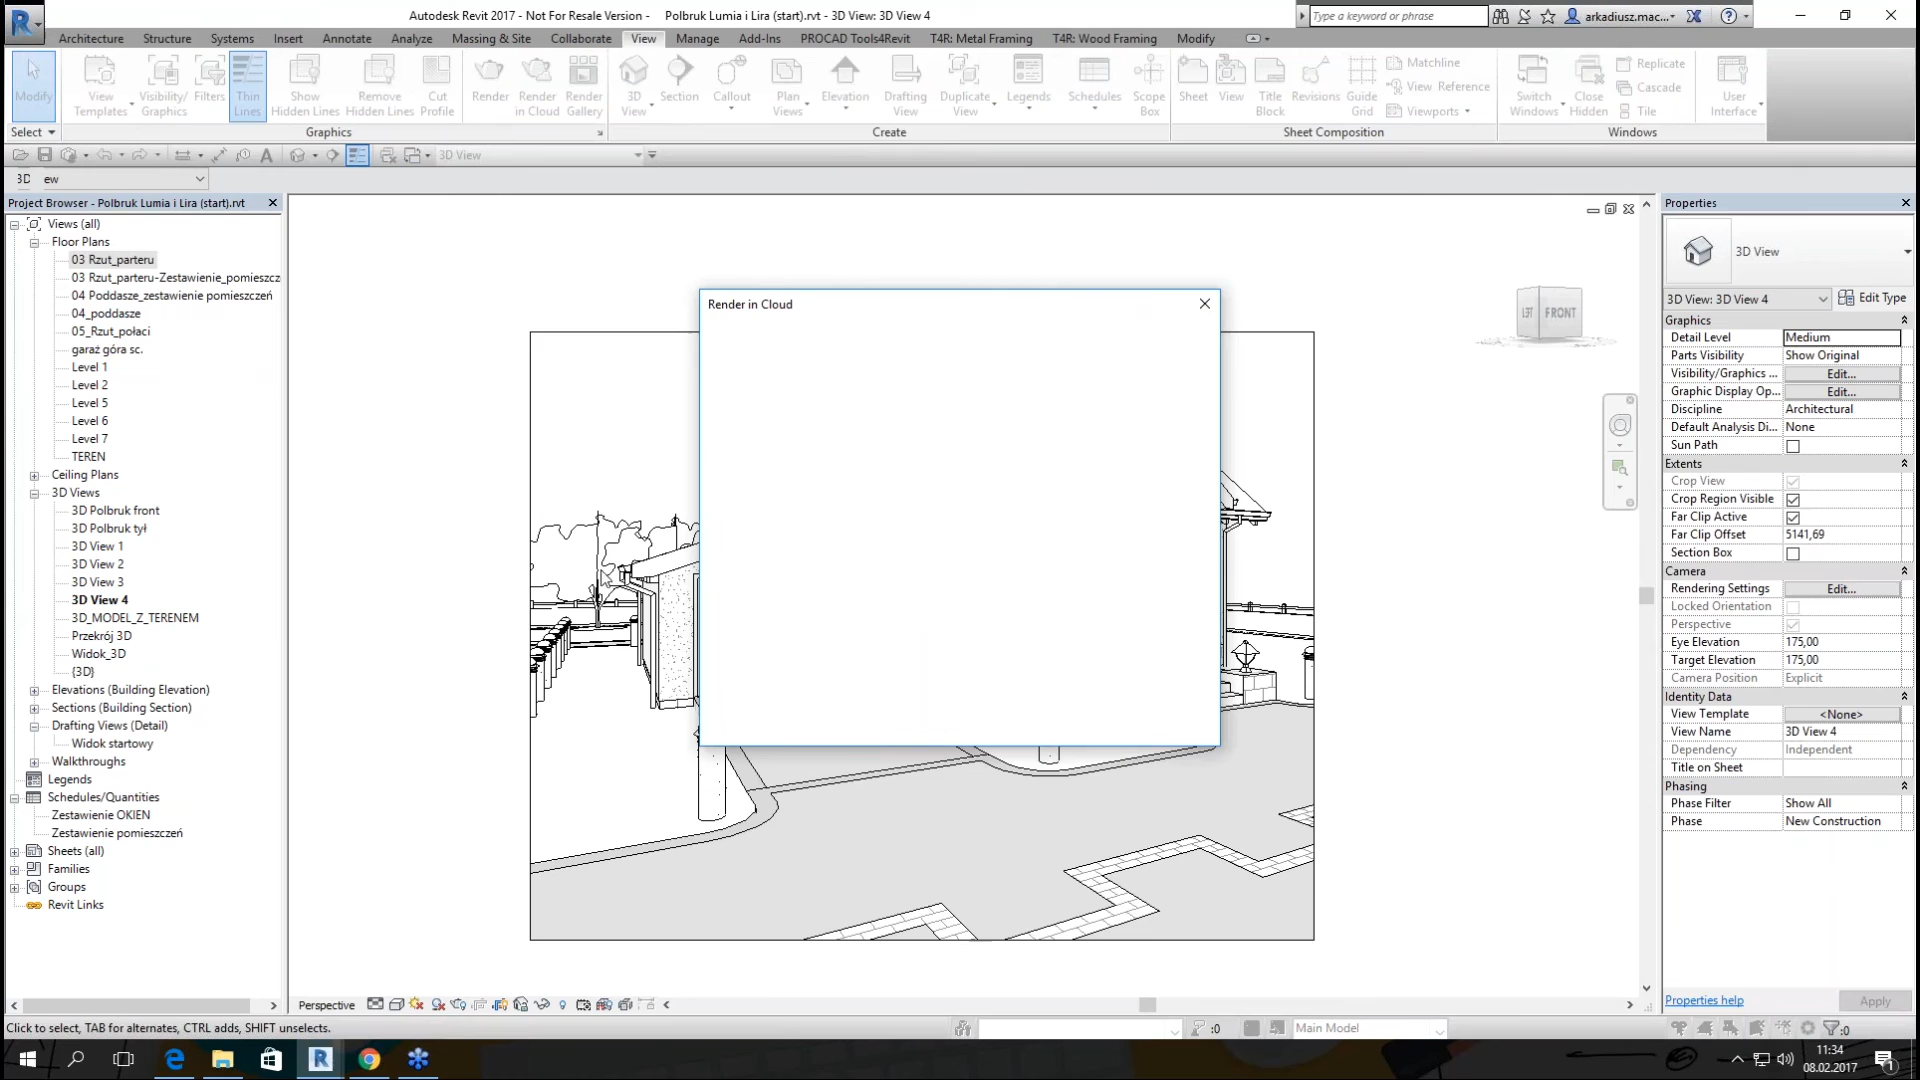 Autodesk Revit 2017 - Not For Resale Version - Polbruk Lumia i Lira (start).rvt - 3D View: 3D View 4
Type a keyword or phrase
arkadiusz.mac...
Architecture Structure Systems Insert Annotate Analyze Massing & Site Collaborate View Manage Add-Ins PROCAD Tools4Revit T4R: Metal Framing T4R: Wood Framing Modify
Modify
View Templates
Visibility/ Graphics
Filters
Thin Lines
Show Hidden Lines
Remove Hidden Lines
Cut Profile
Render
Render in Cloud
Render Gallery
3D View
Section
Callout
Plan Views
Elevation
Drafting View
Duplicate View
Legends
Schedules
Scope Box
Sheet
View
Title Block
Revisions
Guide Grid
Matchline
View Reference
Viewports
Switch Windows
Close Hidden
Replicate
Cascade
Tile
User Interface
Select Graphics Create Sheet Composition Windows
3D View
3D ew
Project Browser - Polbruk Lumia i Lira (start).rvt
Views (all)
Floor Plans
03 Rzut_parteru
03 Rzut_parteru-Zestawienie_pomieszcz
04 Poddasze_zestawienie pomieszczeń
04_poddasze
05_Rzut_połaci
garaż góra sc.
Level 1
Level 2
Level 5
Level 6
Level 7
TEREN
Ceiling Plans
3D Views
3D Polbruk front
3D Polbruk tył
3D View 1
3D View 2
3D View 3
3D View 4
3D_MODEL_Z_TERENEM
Przekrój 3D
Widok_3D
{3D}
Elevations (Building Elevation)
Sections (Building Section)
Drafting Views (Detail)
Widok startowy
Walkthroughs
Legends
Schedules/Quantities
Zestawienie OKIEN
Zestawienie pomieszczeń
Sheets (all)
Families
Groups
Revit Links
Render in Cloud
FRONT
Properties
3D View
3D View: 3D View 4 Edit Type
Graphics
Detail Level Medium
Parts Visibility Show Original
Visibility/Graphics ... Edit...
Graphic Display Op... Edit...
Discipline Architectural
Default Analysis Di... None
Sun Path
Extents
Crop View
Crop Region Visible
Far Clip Active
Far Clip Offset 5141,69
Section Box
Camera
Rendering Settings Edit...
Locked Orientation
Perspective
Eye Elevation 175,00
Target Elevation 175,00
Camera Position Explicit
Identity Data
View Template <None>
View Name 3D View 4
Dependency Independent
Title on Sheet
Phasing
Phase Filter Show All
Phase New Construction
Properties help Apply
Perspective
Click to select, TAB for alternates, CTRL adds, SHIFT unselects.
:0
Main Model
:0
11:34
08.02.2017
1